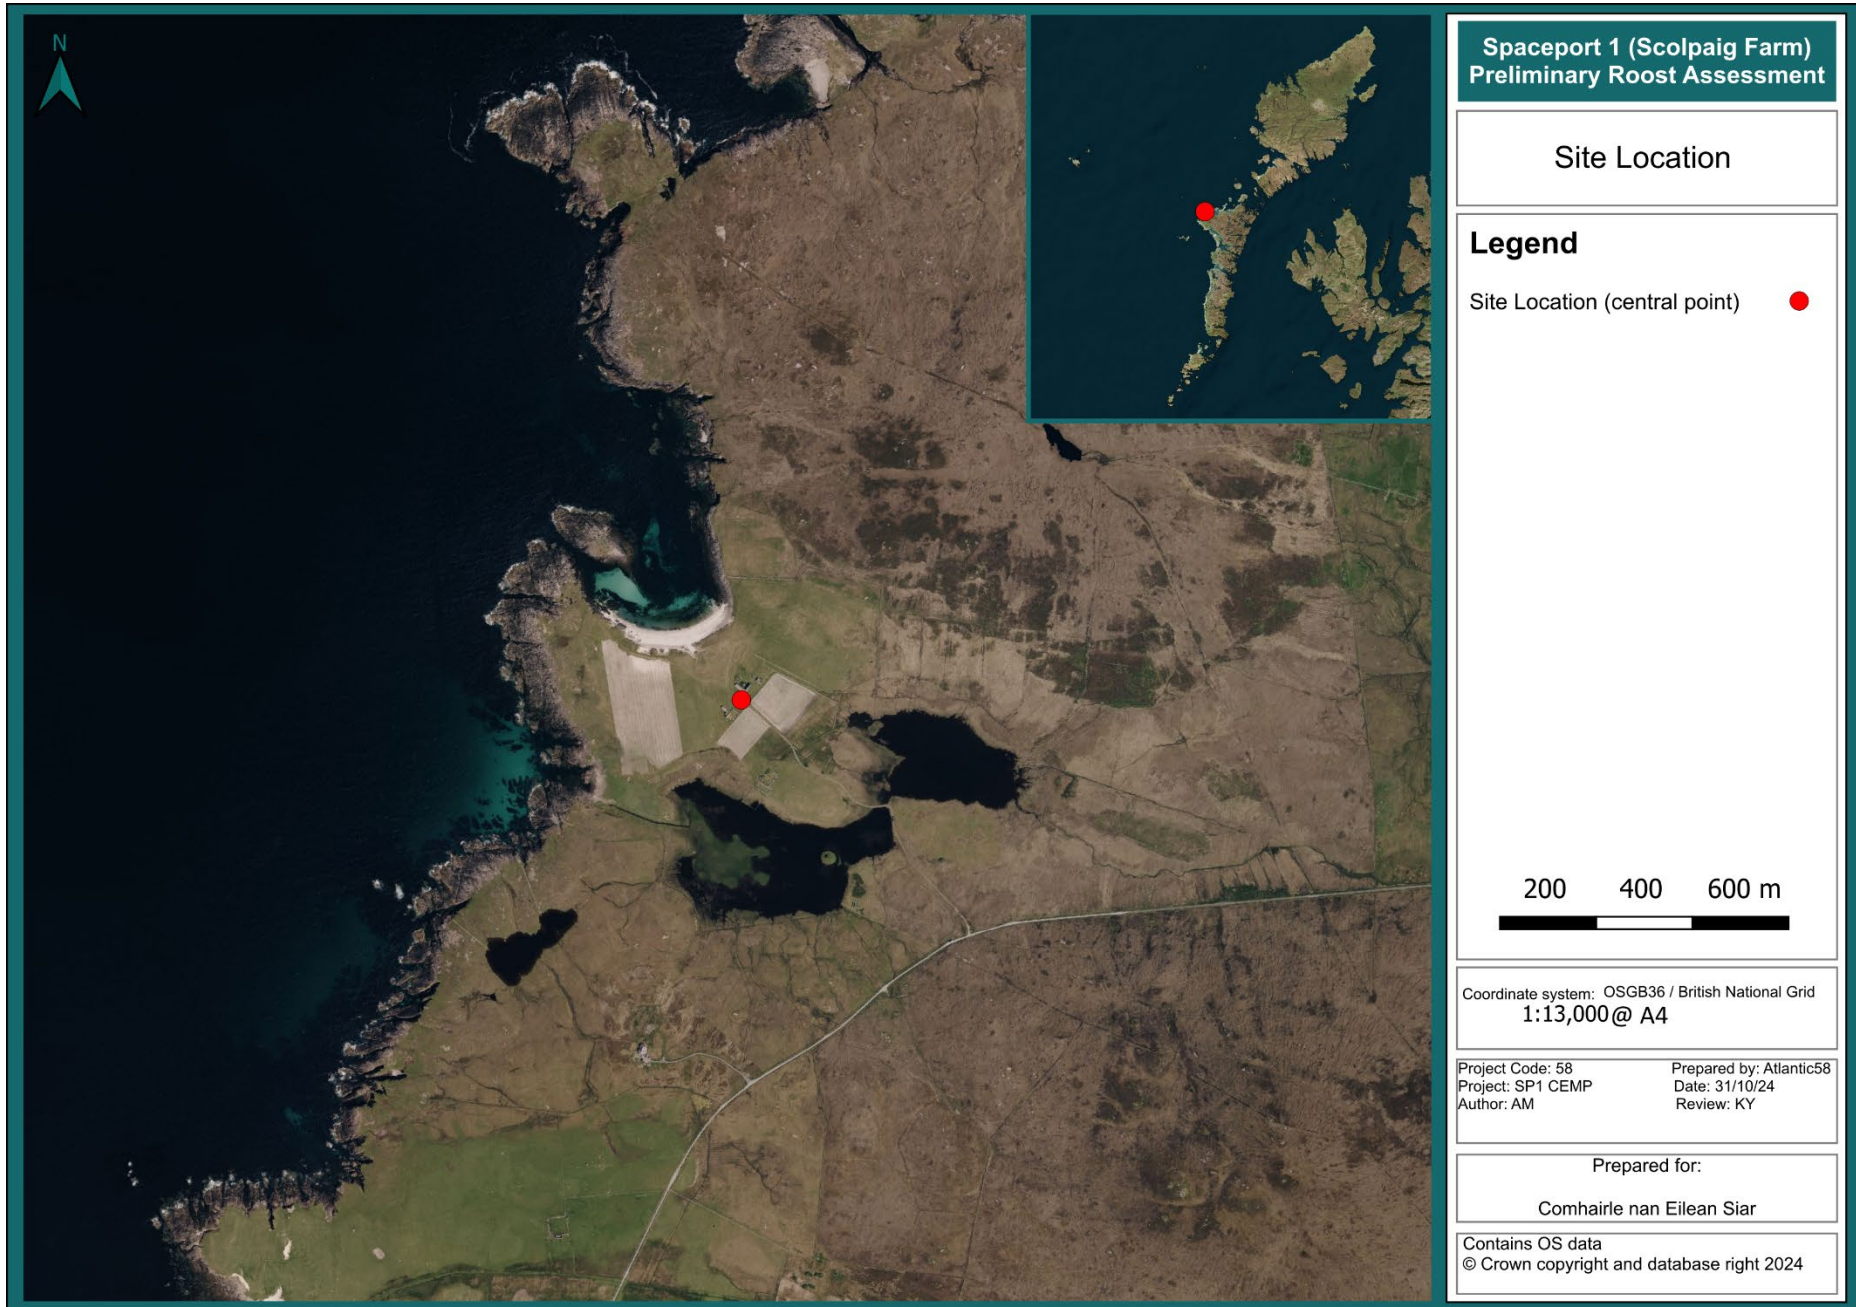 N
Spaceport 1 (Scolpaig Farm)
Preliminary Roost Assessment
Site Location
Legend
Site Location (central point)
200 400 600 m
Coordinate system: OSGB36 / British National Grid
1:13,000@ A4
Project Code: 58 Prepared by: Atlantic58
Project: SP1 CEMP Date: 31/10/24
Author: AM Review: KY
Prepared for:
Comhairle nan Eilean Siar
Contains OS data
© Crown copyright and database right 2024